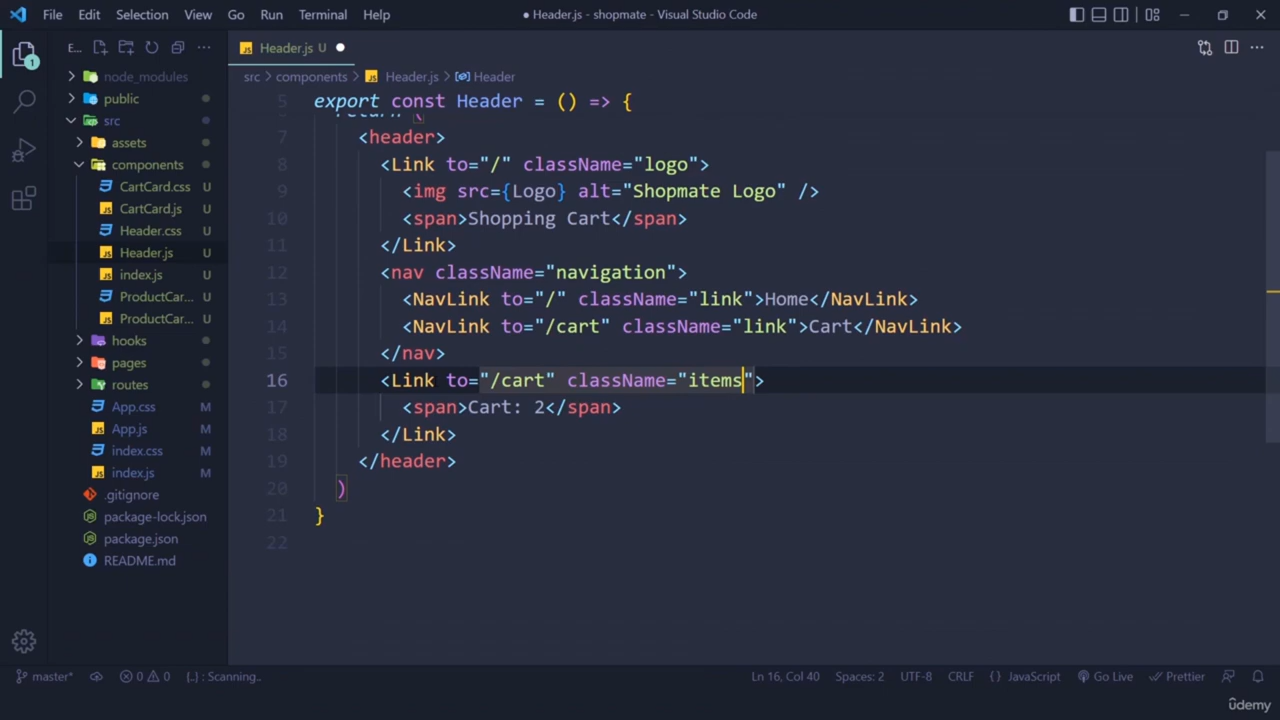 File Edit Selection View Go Run Terminal Help
● Header.js - shopmate - Visual Studio Code
E...
Header.js U
src > components > Header.js > Header
1
node_modules
public
src
assets
components
CartCard.css U
CartCard.js U
Header.css U
Header.js U
index.js U
ProductCar... U
ProductCar... U
hooks
pages
routes
App.css M
App.js M
index.css M
index.js M
.gitignore
package-lock.json
package.json
README.md
5 export const Header = () => {
return (
7 <header>
8 <Link to="/" className="logo">
9 <img src={Logo} alt="Shopmate Logo" />
10 <span>Shopping Cart</span>
11 </Link>
12 <nav className="navigation">
13 <NavLink to="/" className="link">Home</NavLink>
14 <NavLink to="/cart" className="link">Cart</NavLink>
15 </nav>
16 <Link to="/cart" className="items">
17 <span>Cart: 2</span>
18 </Link>
19 </header>
20 )
21 }
22
master* 0 0 {..} : Scanning..
Ln 16, Col 40 Spaces: 2 UTF-8 CRLF {} JavaScript Go Live Prettier
ûdemy